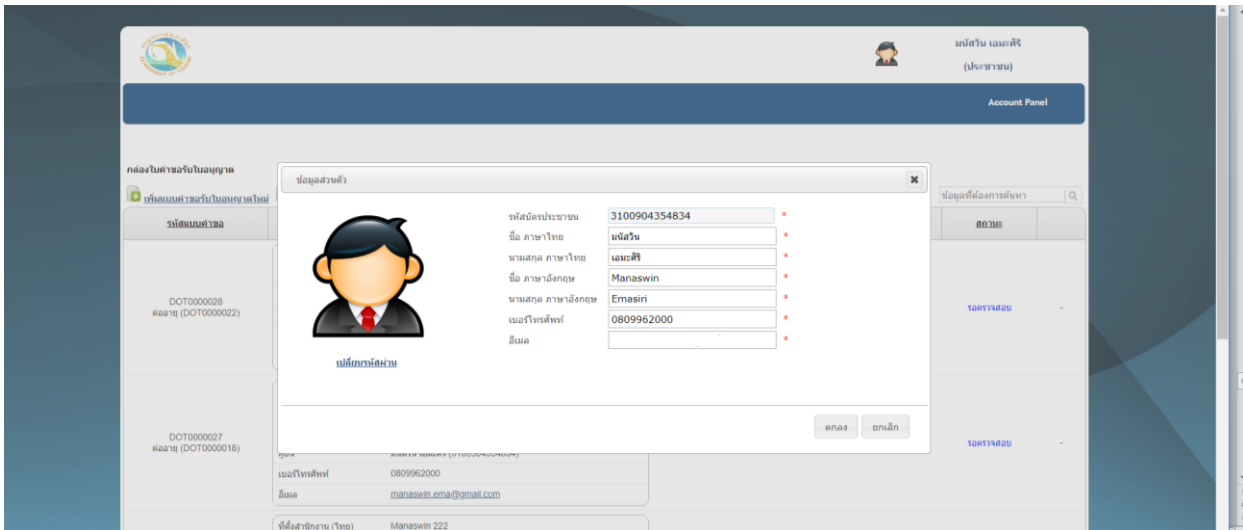 มนัสวิน เอมะศิริ
(ประชาชน)
Account Panel
กล่องใบคำขอรับใบอนุญาต
เพิ่มแบบคำขอรับใบอนุญาตใหม่
ข้อมูลที่ต้องการค้นหา
รหัสแบบคำขอ
สถานะ
ข้อมูลส่วนตัว
รหัสบัตรประชาชน 3100904354834 *
ชื่อ ภาษาไทย มนัสวิน *
นามสกุล ภาษาไทย เอมะศิริ *
ชื่อ ภาษาอังกฤษ Manaswin *
นามสกุล ภาษาอังกฤษ Emasiri *
เบอร์โทรศัพท์ 0809962000 *
อีเมล *
เปลี่ยนรหัสผ่าน
ตกลง ยกเลิก
DOT0000028
ต่ออายุ (DOT0000022)
รอตรวจสอบ -
DOT0000027
ต่ออายุ (DOT0000018)
รอตรวจสอบ -
เบอร์โทรศัพท์ 0809962000
อีเมล manaswin.ema@gmail.com
ที่ตั้งสำนักงาน (ไทย) Manaswin 222